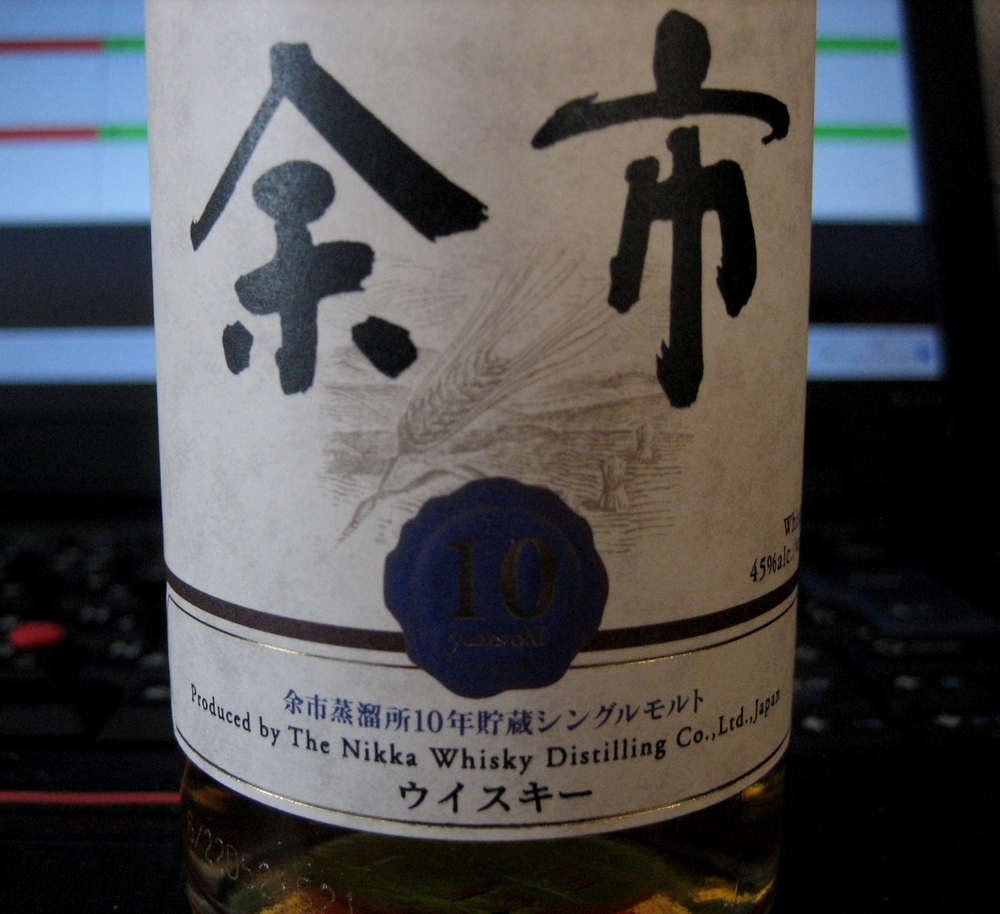 余市
45%alc.
10
years old
余市蒸溜所10年貯蔵シングルモルト
Produced by The Nikka Whisky Distilling Co.,Ltd.,Japan
ウイスキー